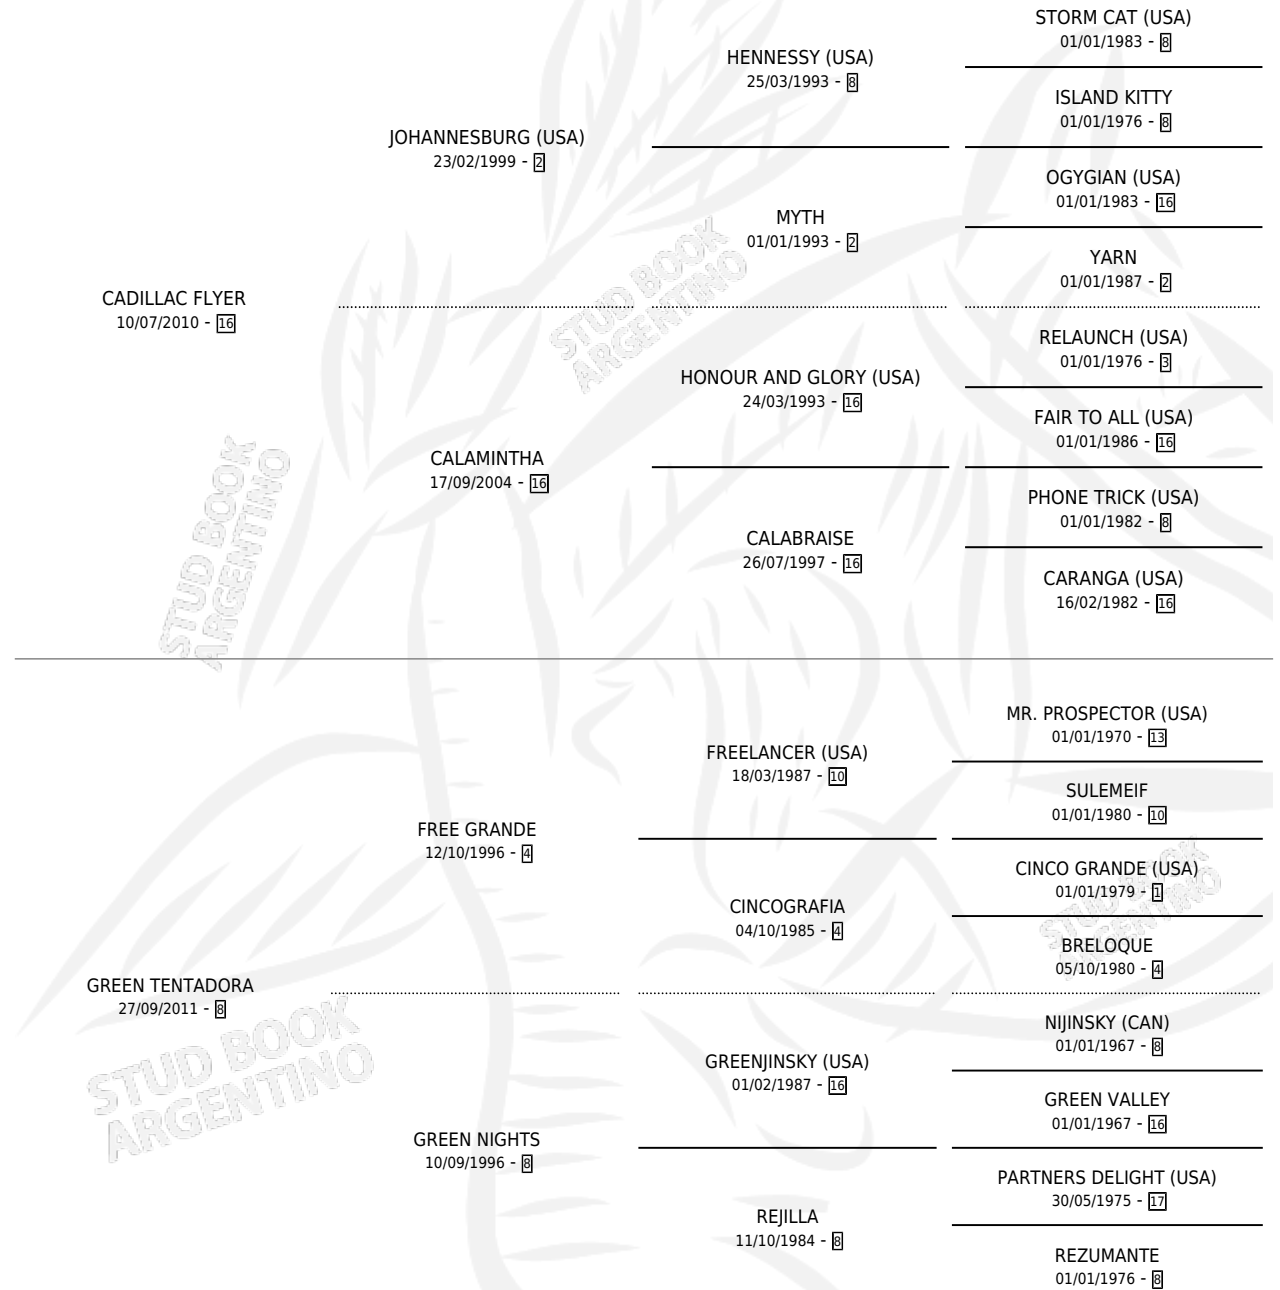 STORM CAT (USA)
01/01/1983 - 8
HENNESSY (USA)
25/03/1993 - 8
ISLAND KITTY
01/01/1976 - 8
JOHANNESBURG (USA)
23/02/1999 - 2
OGYGIAN (USA)
01/01/1983 - 16
MYTH
01/01/1993 - 2
YARN
01/01/1987 - 2
CADILLAC FLYER
10/07/2010 - 16
RELAUNCH (USA)
01/01/1976 - 3
HONOUR AND GLORY (USA)
24/03/1993 - 16
FAIR TO ALL (USA)
01/01/1986 - 16
CALAMINTHA
17/09/2004 - 16
PHONE TRICK (USA)
01/01/1982 - 8
CALABRAISE
26/07/1997 - 16
CARANGA (USA)
16/02/1982 - 16
STUD BOOK
ARGENTINO
STUD BOOK
ARGENTINO
MR. PROSPECTOR (USA)
01/01/1970 - 13
FREELANCER (USA)
18/03/1987 - 10
SULEMEIF
01/01/1980 - 10
FREE GRANDE
12/10/1996 - 4
CINCO GRANDE (USA)
01/01/1979 - 1
CINCOGRAFIA
04/10/1985 - 4
BRELOQUE
05/10/1980 - 4
GREEN TENTADORA
27/09/2011 - 8
NIJINSKY (CAN)
01/01/1967 - 8
GREENJINSKY (USA)
01/02/1987 - 16
GREEN VALLEY
01/01/1967 - 16
GREEN NIGHTS
10/09/1996 - 8
PARTNERS DELIGHT (USA)
30/05/1975 - 17
REJILLA
11/10/1984 - 8
REZUMANTE
01/01/1976 - 8
STUD BOOK
ARGENTINO
STUD BOOK
ARGENTINO